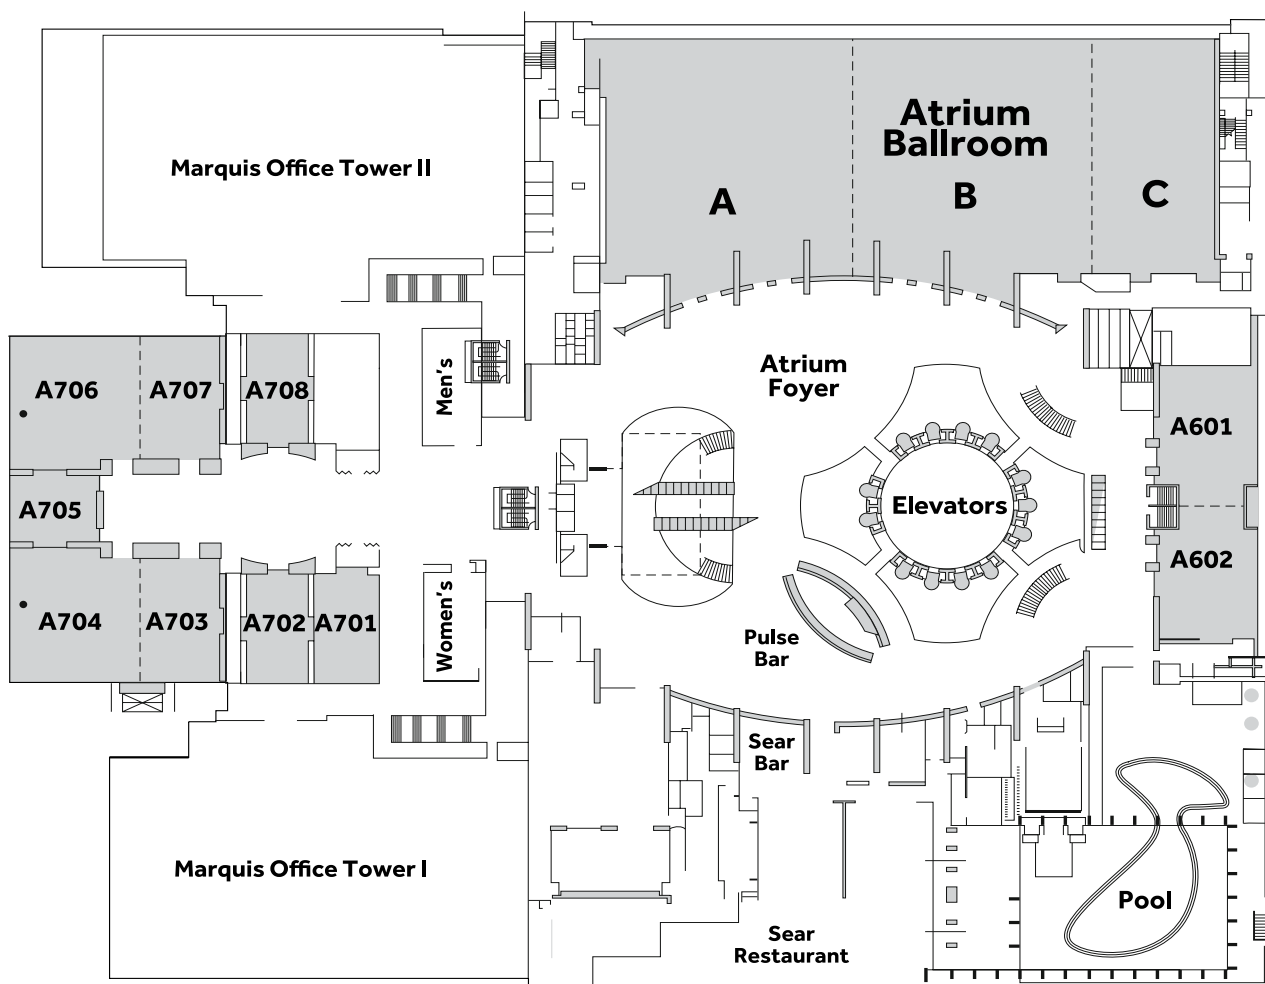 Atrium
Ballroom
Marquis Office Tower II
A
B
C
Atrium
Foyer
A706
A707
A708
Men's
A601
A705
Elevators
A602
A704
A703
A702
A701
Women's
Pulse
Bar
Sear
Bar
Marquis Office Tower I
Pool
Sear
Restaurant